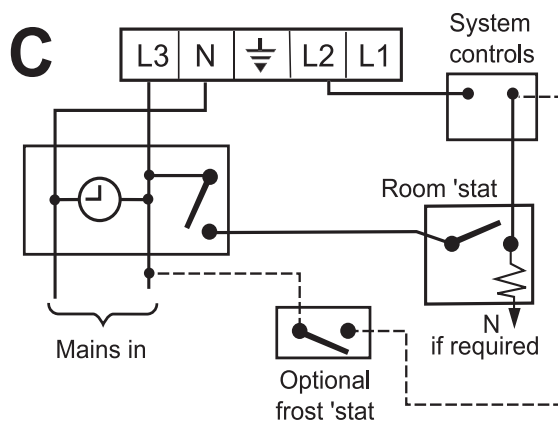 C
L3 N L2 L1
System
controls
Room 'stat
N
if required
Mains in
Optional
frost 'stat